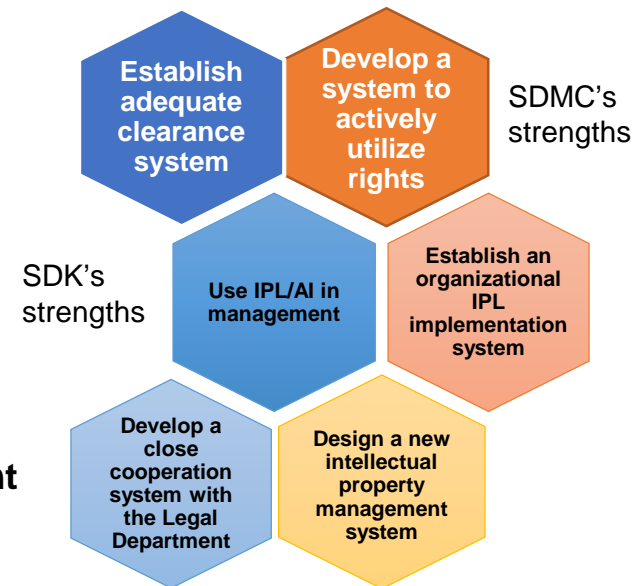 Establish
adequate
clearance
system
Develop a
system to
actively
utilize
rights
SDMC's
strengths
SDK's
strengths
Use IPL/AI in
management
Establish an
organizational
IPL
implementation
system
Develop a
close
cooperation
system with
the Legal
Department
Design a new
intellectual
property
management
system
nt